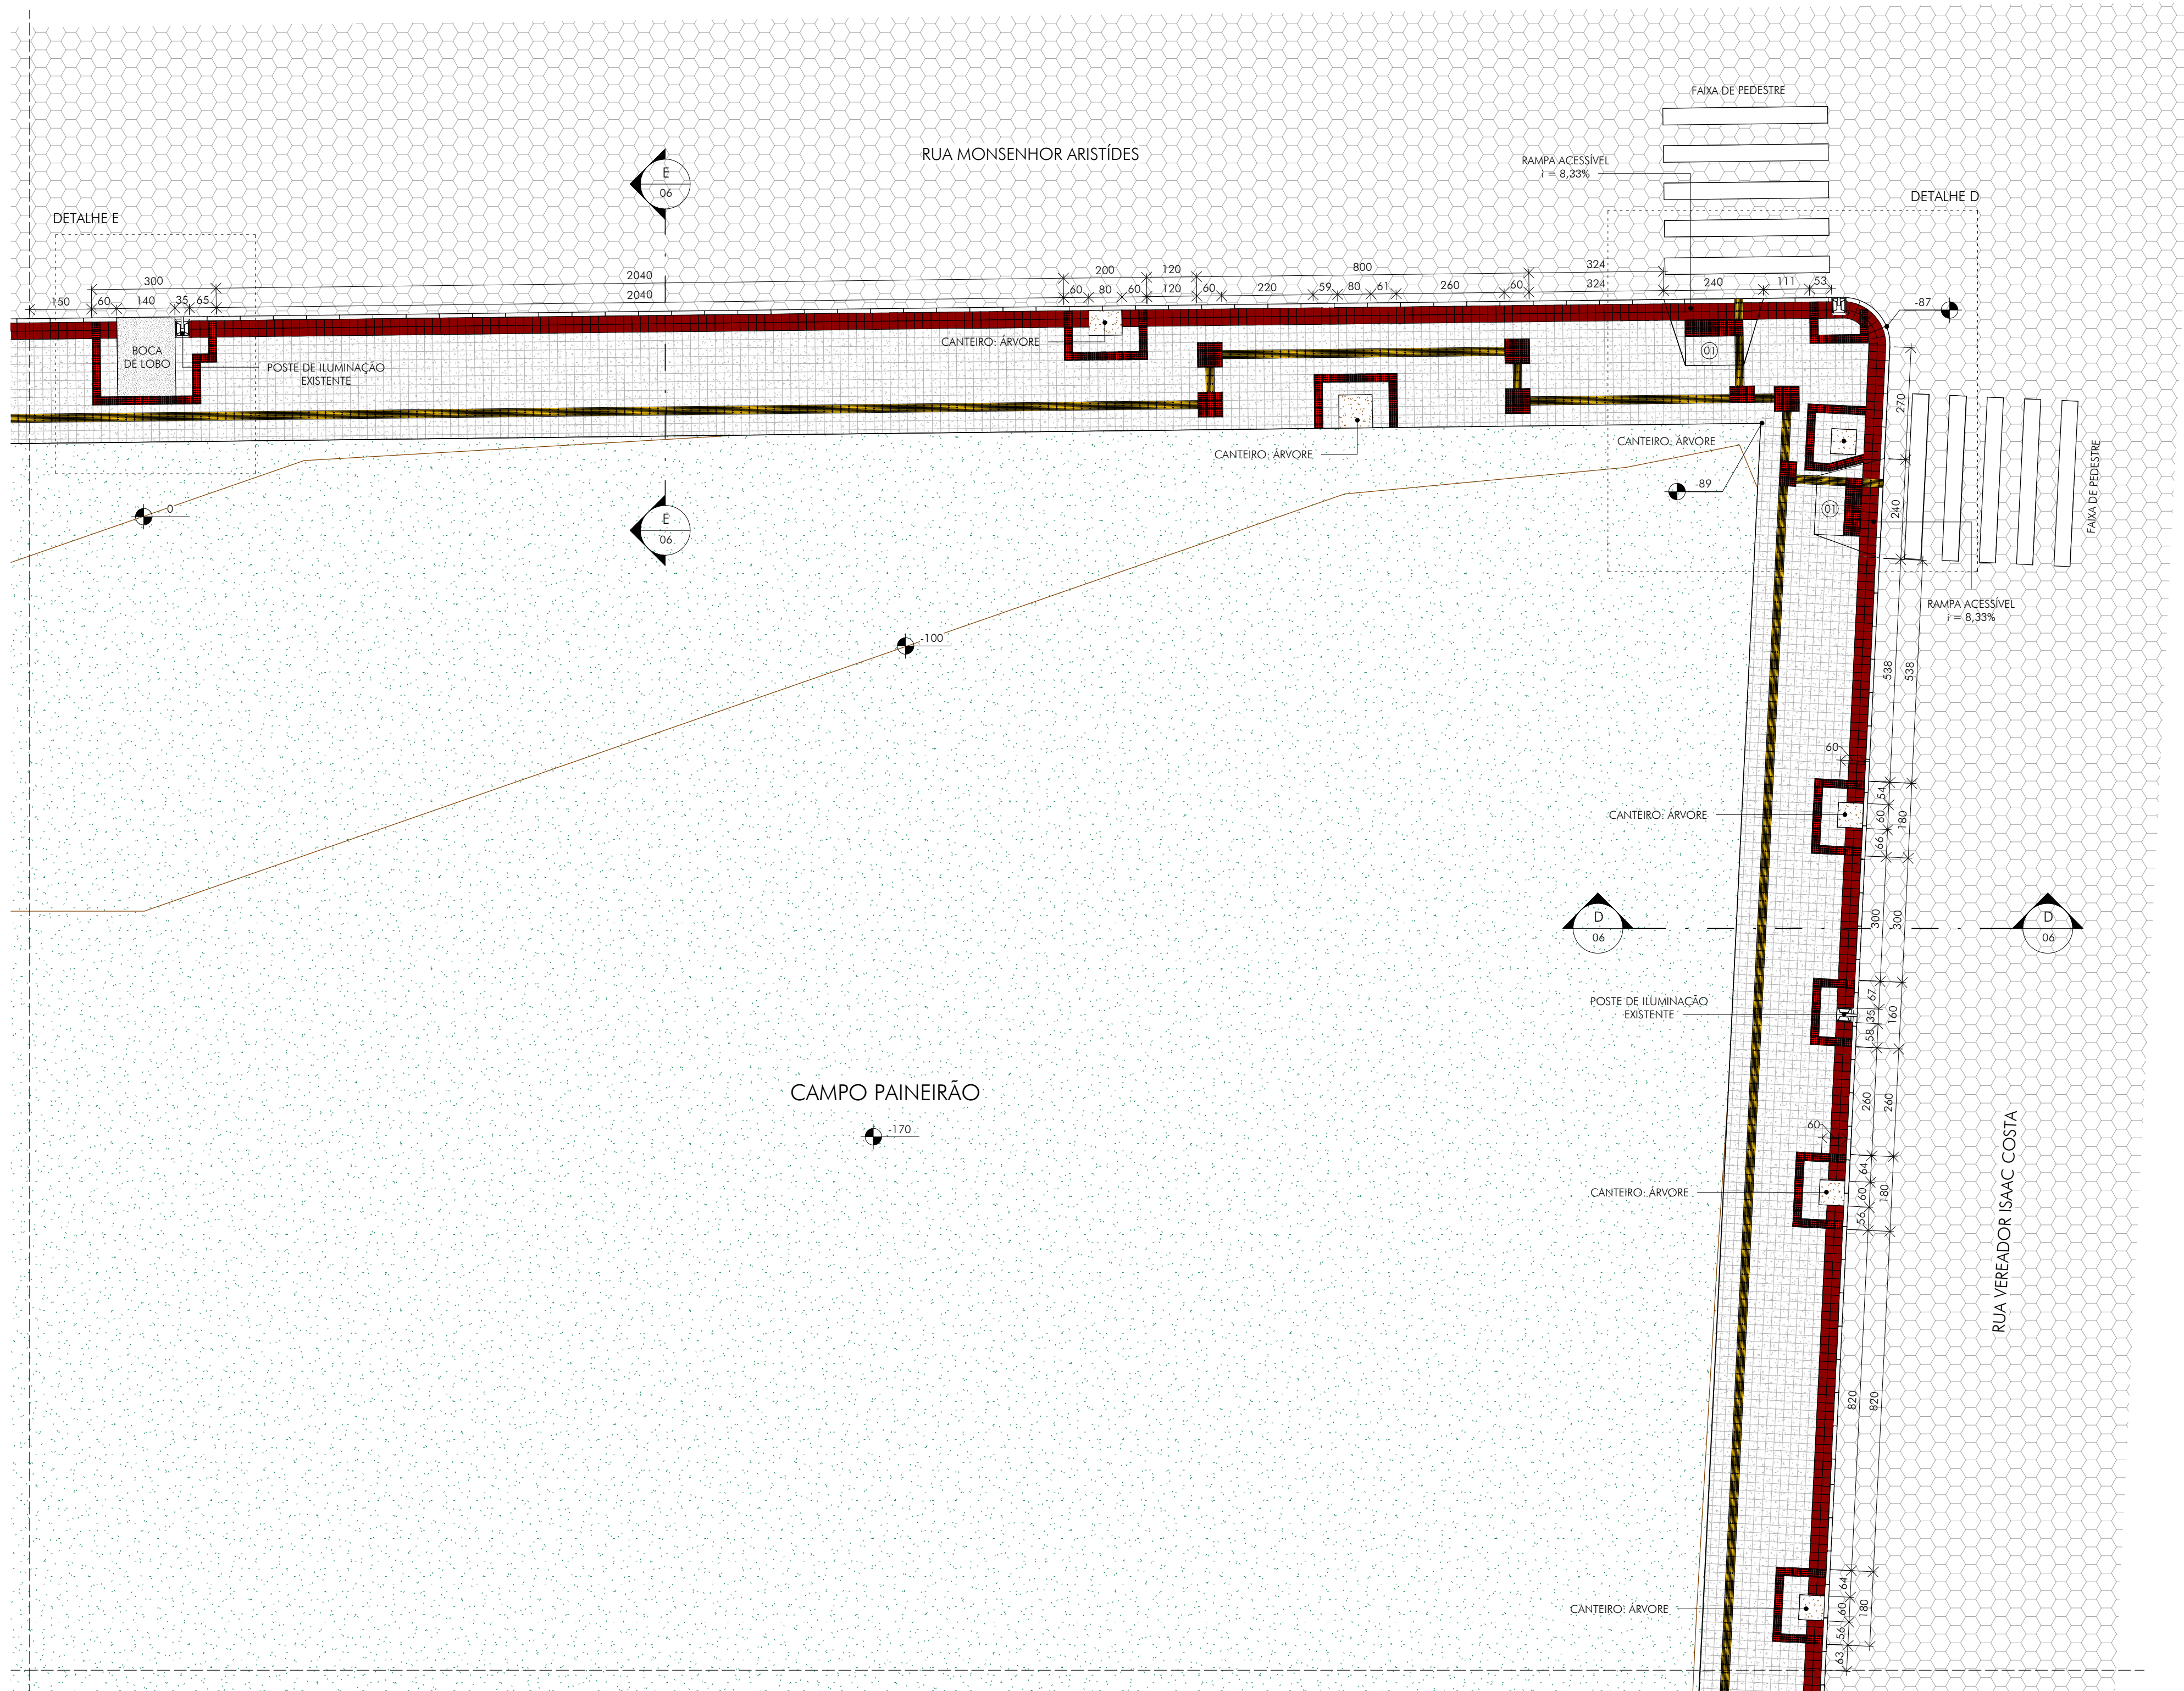 FAIXA DE PEDESTRE
RUA MONSENHOR ARISTÍDES
RAMPA ACESSÍVEL
i = 8,33%
E
06
DETALHE D
DETALHE E
300
2040
200
120
800
324
150
60
140
35
65
2040
60
80
60
120
60
220
59
80
61
260
60
324
240
111
53
-87
BOCA
DE LOBO
POSTE DE ILUMINAÇÃO
EXISTENTE
CANTEIRO: ÁRVORE
01
270
CANTEIRO: ÁRVORE
CANTEIRO: ÁRVORE
FAIXA DE PEDESTRE
-89
0
E
06
01
240
RAMPA ACESSÍVEL
i = 8,33%
-100
538
538
60
54
60
66
180
CANTEIRO: ÁRVORE
D
06
300
300
D
06
POSTE DE ILUMINAÇÃO
EXISTENTE
67
35
58
160
CAMPO PAINEIRÃO
-170
260
260
60
64
60
56
180
CANTEIRO: ÁRVORE
RUA VEREADOR ISAAC COSTA
820
820
CANTEIRO: ÁRVORE
64
60
56
180
63